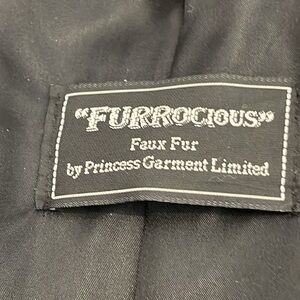 "FURROCIOUS"
Faux Fur
by Princess Garment Limited